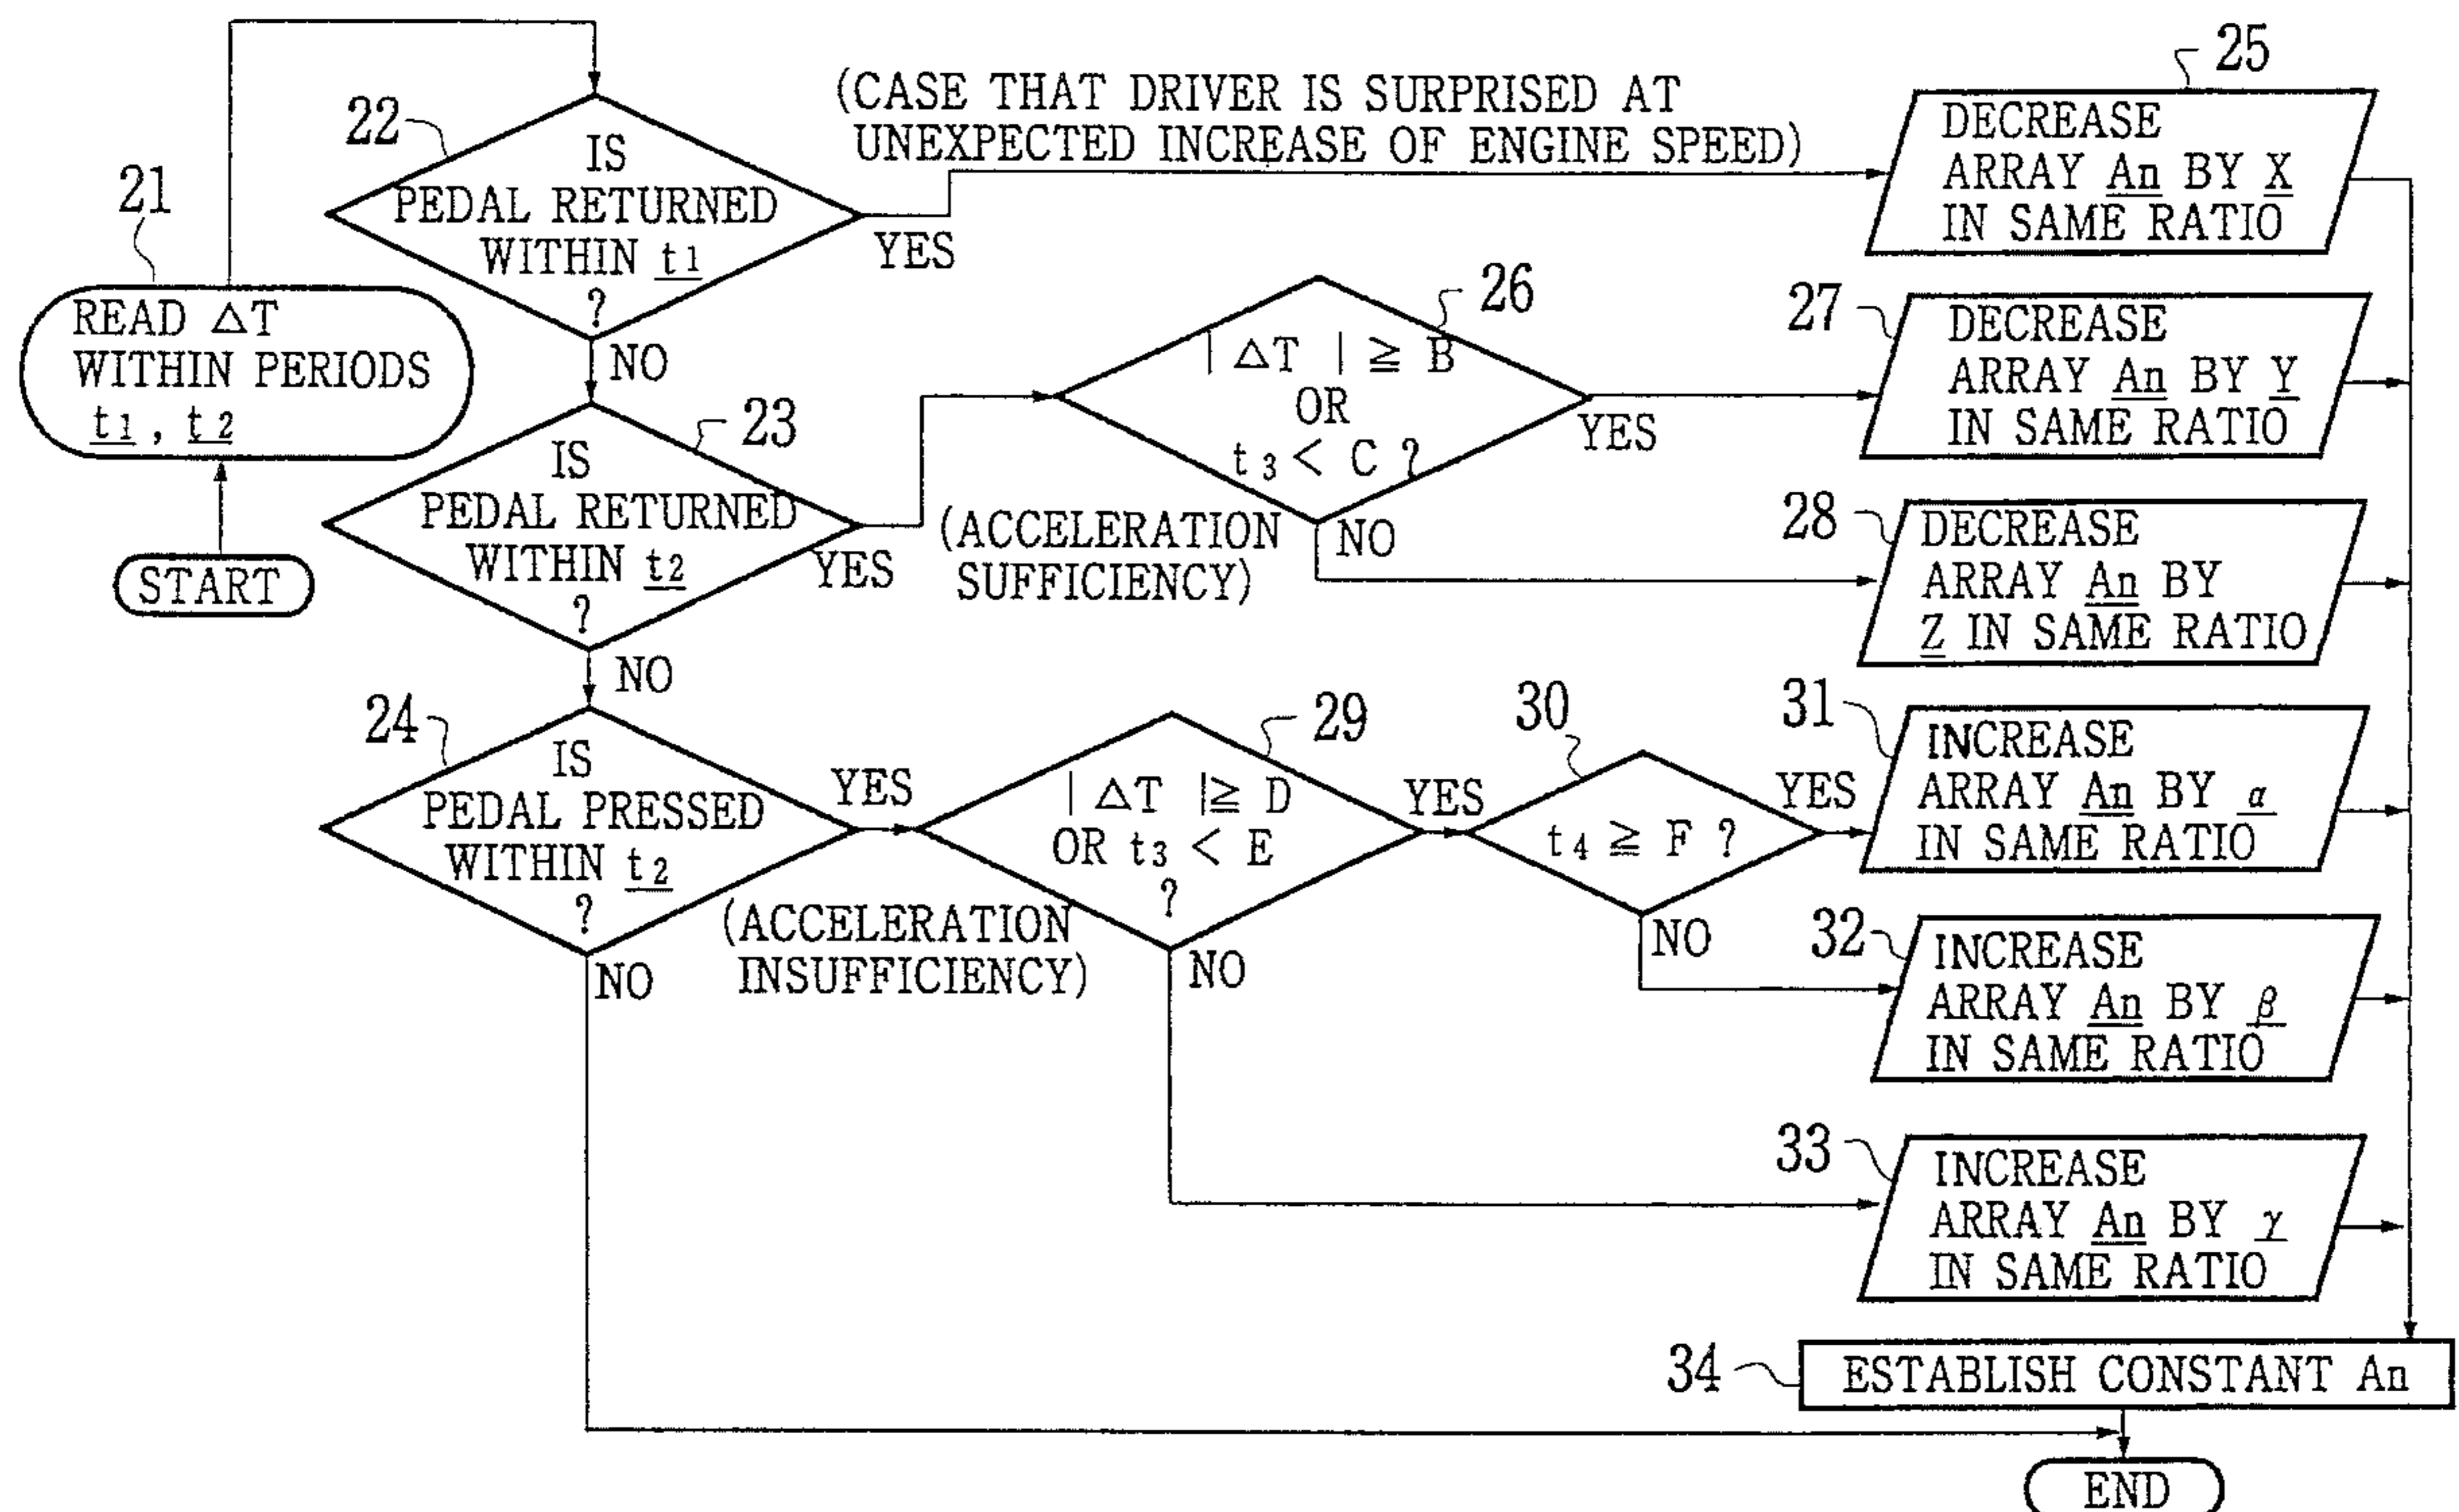 21
READ △T
WITHIN PERIODS
t1, t2
START
22
IS
PEDAL RETURNED
WITHIN t1
?
YES
NO
(CASE THAT DRIVER IS SURPRISED AT
UNEXPECTED INCREASE OF ENGINE SPEED)
25
DECREASE
ARRAY An BY X
IN SAME RATIO
23
IS
PEDAL RETURNED
WITHIN t2
?
YES
NO
(ACCELERATION
SUFFICIENCY)
26
| △T | ≧ B
OR
t3 < C ?
YES
NO
27
DECREASE
ARRAY An BY Y
IN SAME RATIO
28
DECREASE
ARRAY An BY
Z IN SAME RATIO
24
IS
PEDAL PRESSED
WITHIN t2
?
YES
NO
(ACCELERATION
INSUFFICIENCY)
29
| △T |≧ D
OR t3 < E
?
YES
NO
30
t4 ≧ F ?
YES
NO
31
INCREASE
ARRAY An BY α
IN SAME RATIO
32
INCREASE
ARRAY An BY β
IN SAME RATIO
33
INCREASE
ARRAY An BY γ
IN SAME RATIO
34
ESTABLISH CONSTANT An
END